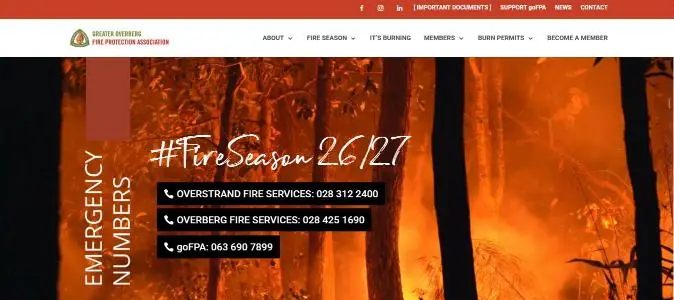 [ IMPORTANT DOCUMENTS ] SUPPORT goFPA NEWS CONTACT
GREATER OVERBERG
FIRE PROTECTION ASSOCIATION
ABOUT FIRE SEASON IT'S BURNING MEMBERS BURN PERMITS BECOME A MEMBER
#FireSeason 26/27
EMERGENCY
NUMBERS
OVERSTRAND FIRE SERVICES: 028 312 2400
OVERBERG FIRE SERVICES: 028 425 1690
goFPA: 063 690 7899